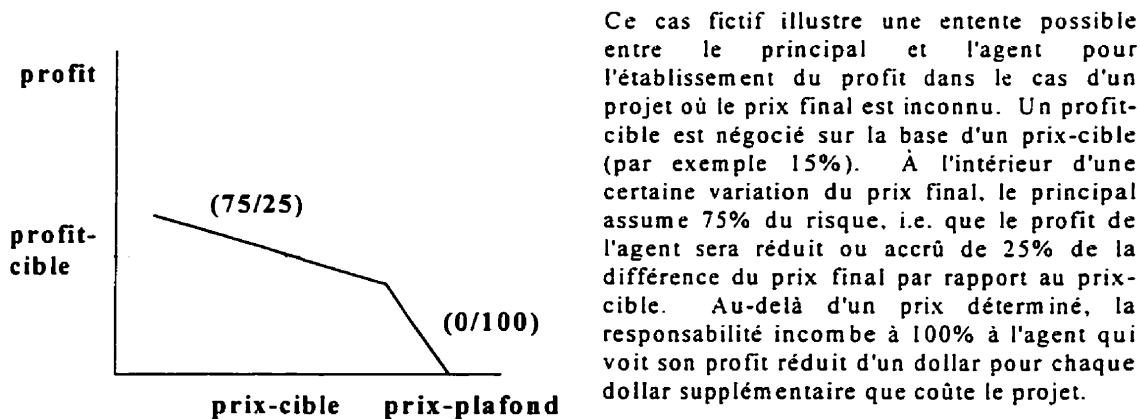 profit
(75/25)
profit-
cible
(0/100)
prix-cible prix-plafond
Ce cas fictif illustre une entente possible
entre le principal et l'agent pour
l'établissement du profit dans le cas d'un
projet où le prix final est inconnu. Un profit-
cible est négocié sur la base d'un prix-cible
(par exemple 15%). À l'intérieur d'une
certaine variation du prix final, le principal
assume 75% du risque, i.e. que le profit de
l'agent sera réduit ou accrû de 25% de la
différence du prix final par rapport au prix-
cible. Au-delà d'un prix déterminé, la
responsabilité incombe à 100% à l'agent qui
voit son profit réduit d'un dollar pour chaque
dollar supplémentaire que coûte le projet.